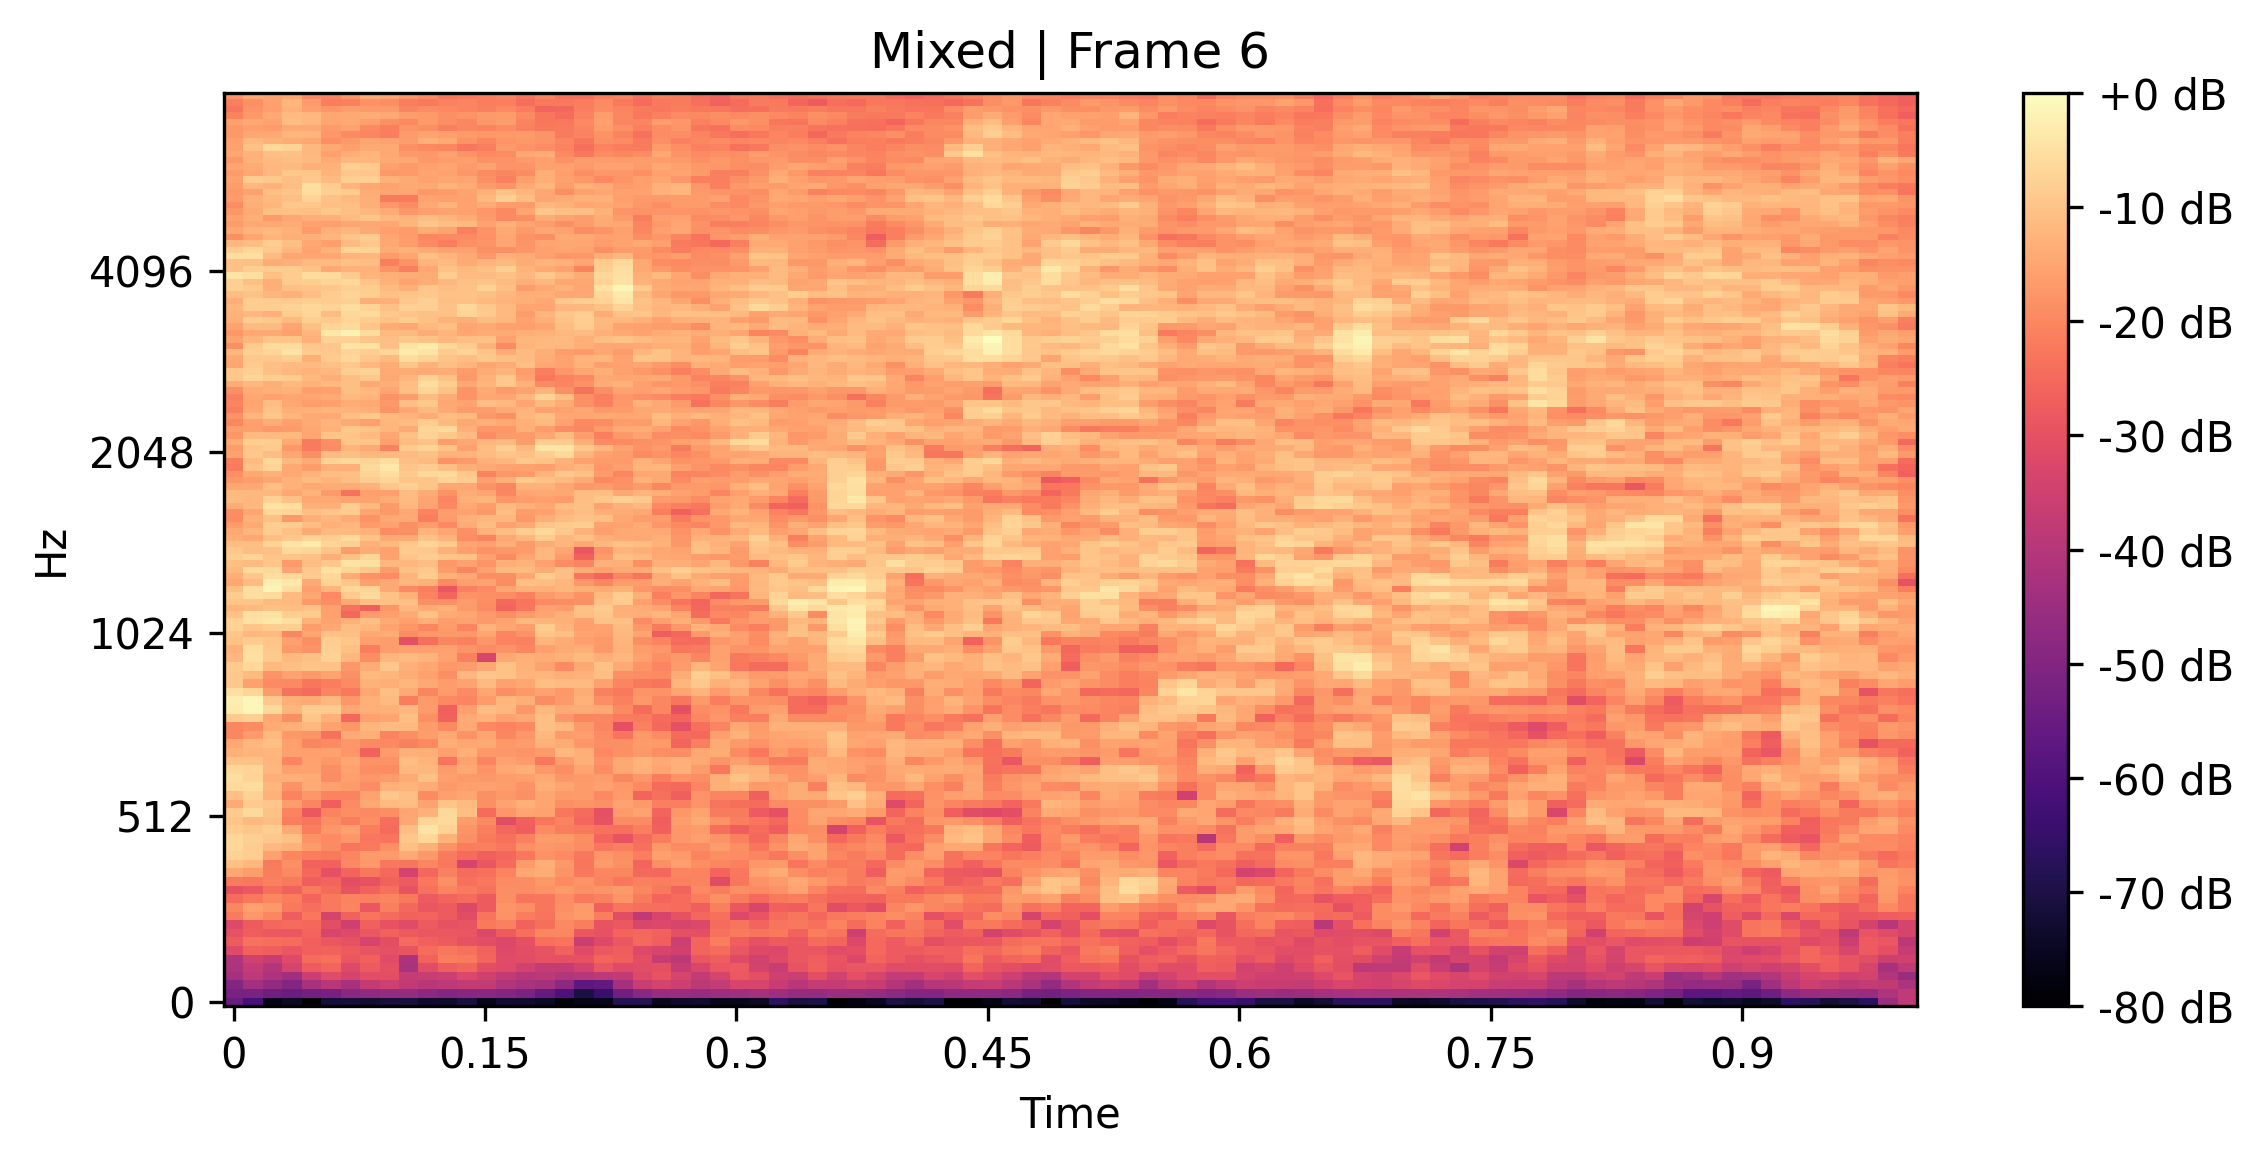 Mixed | Frame 6
+0 dB
-10 dB
-20 dB
-30 dB
-40 dB
-50 dB
-60 dB
-70 dB
-80 dB
Hz
4096
2048
1024
512
0
0 0.15 0.3 0.45 0.6 0.75 0.9
Time